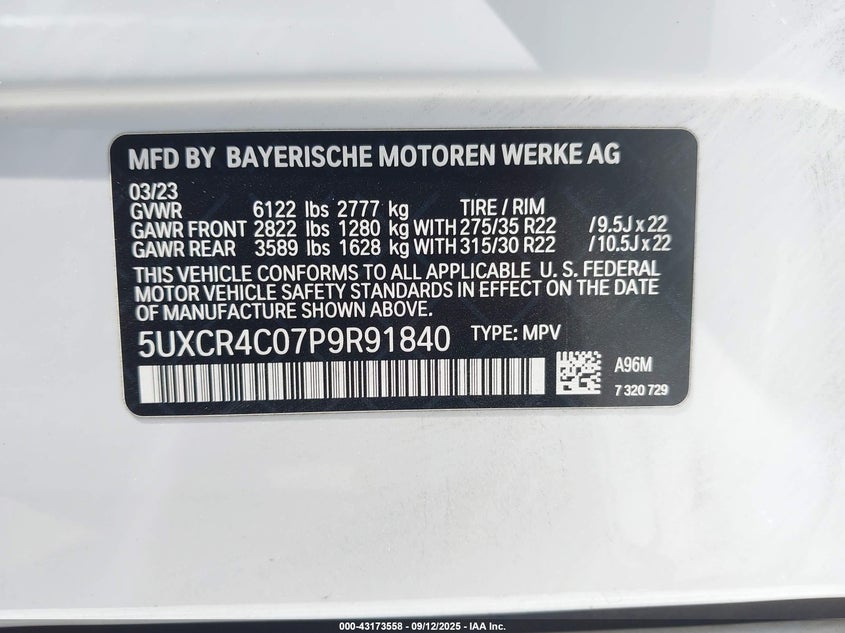 MFD BY BAYERISCHE MOTOREN WERKE AG
03/23
GVWR 6122 lbs 2777 kg TIRE / RIM
GAWR FRONT 2822 lbs 1280 kg WITH 275/35 R22 /9.5J x 22
GAWR REAR 3589 lbs 1628 kg WITH 315/30 R22 /10.5J x 22
THIS VEHICLE CONFORMS TO ALL APPLICABLE U. S. FEDERAL
MOTOR VEHICLE SAFETY STANDARDS IN EFFECT ON THE DATE
OF MANUFACTURE SHOWN ABOVE.
5UXCR4C07P9R91840 TYPE: MPV
A96M
7 320 729
000-43173558 - 09/12/2025 - IAA Inc.